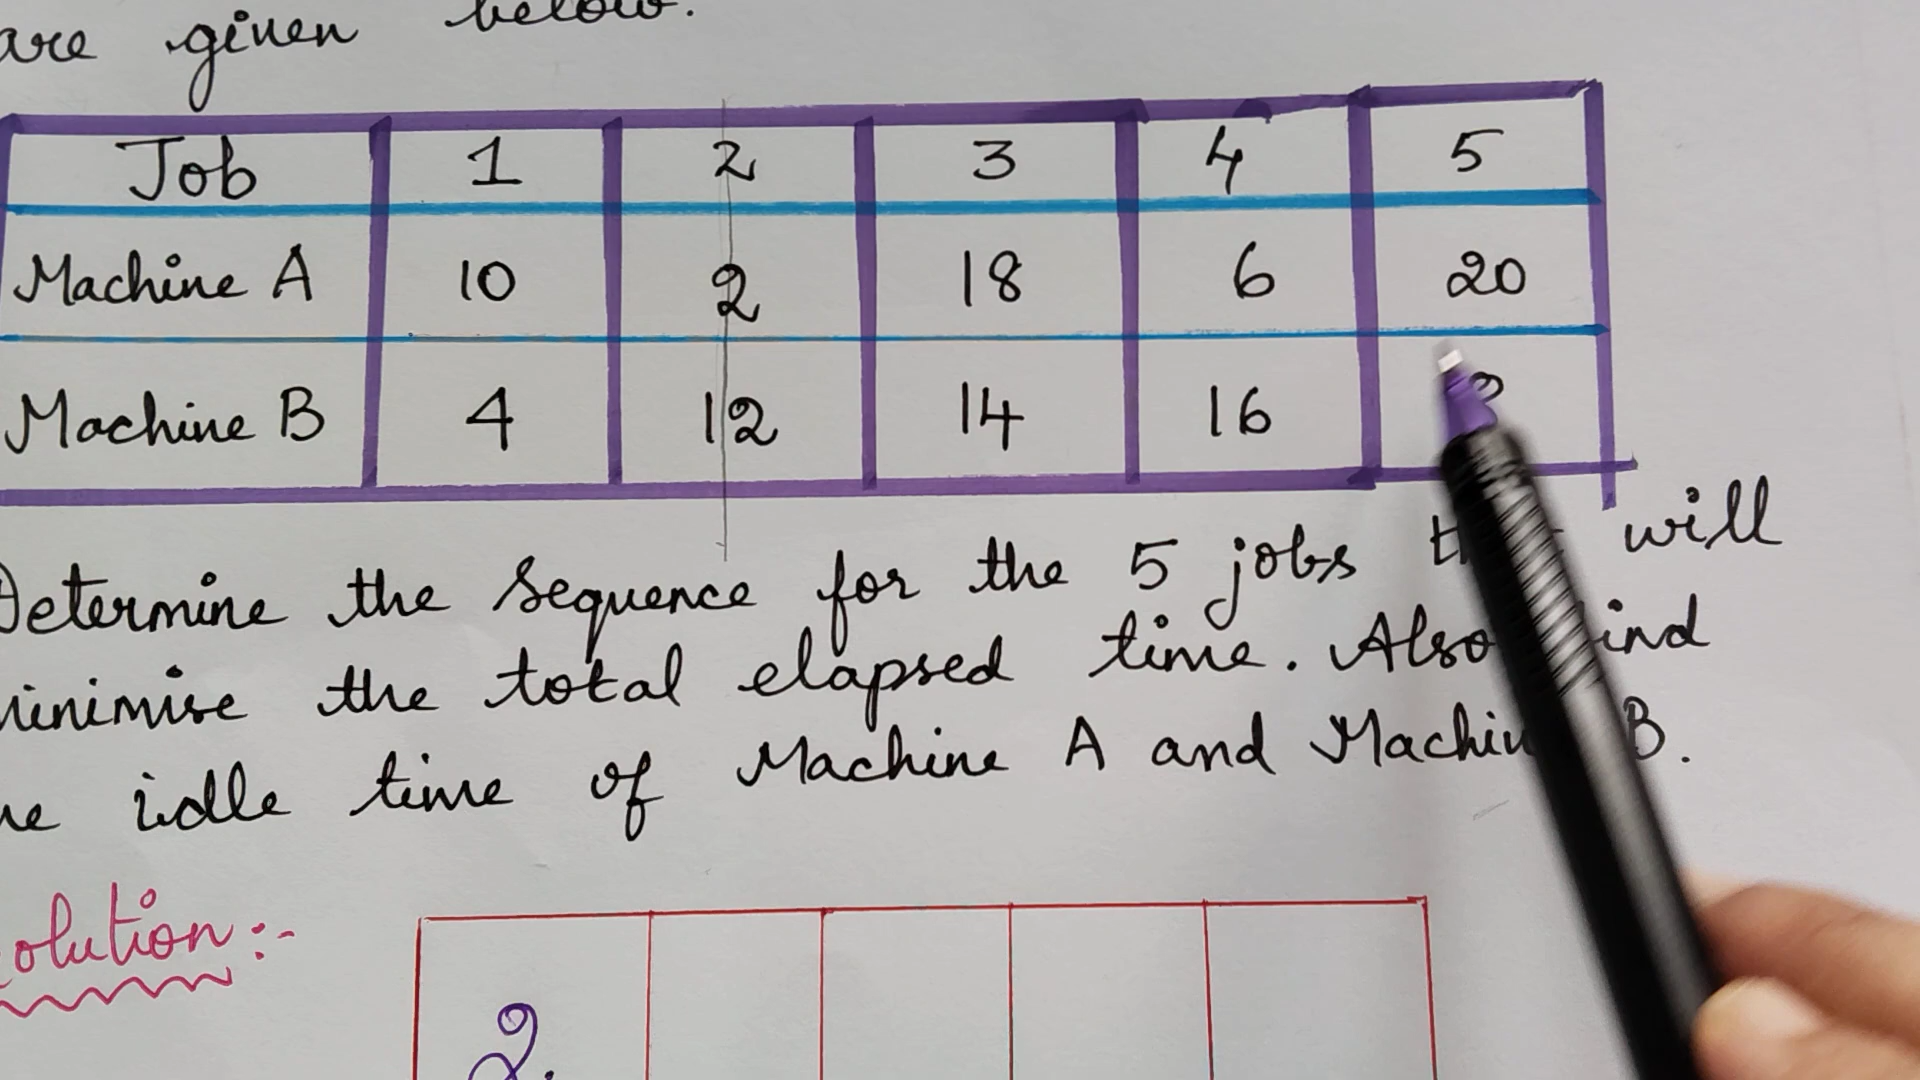 are given below.
Job 1 2 3 4 5
Machine A 10 2 18 6 20
Machine B 4 12 14 16
Determine the sequence for the 5 jobs will
minimise the total elapsed time. Also find
idle time of Machine A and Machine B.
olution:-
2.